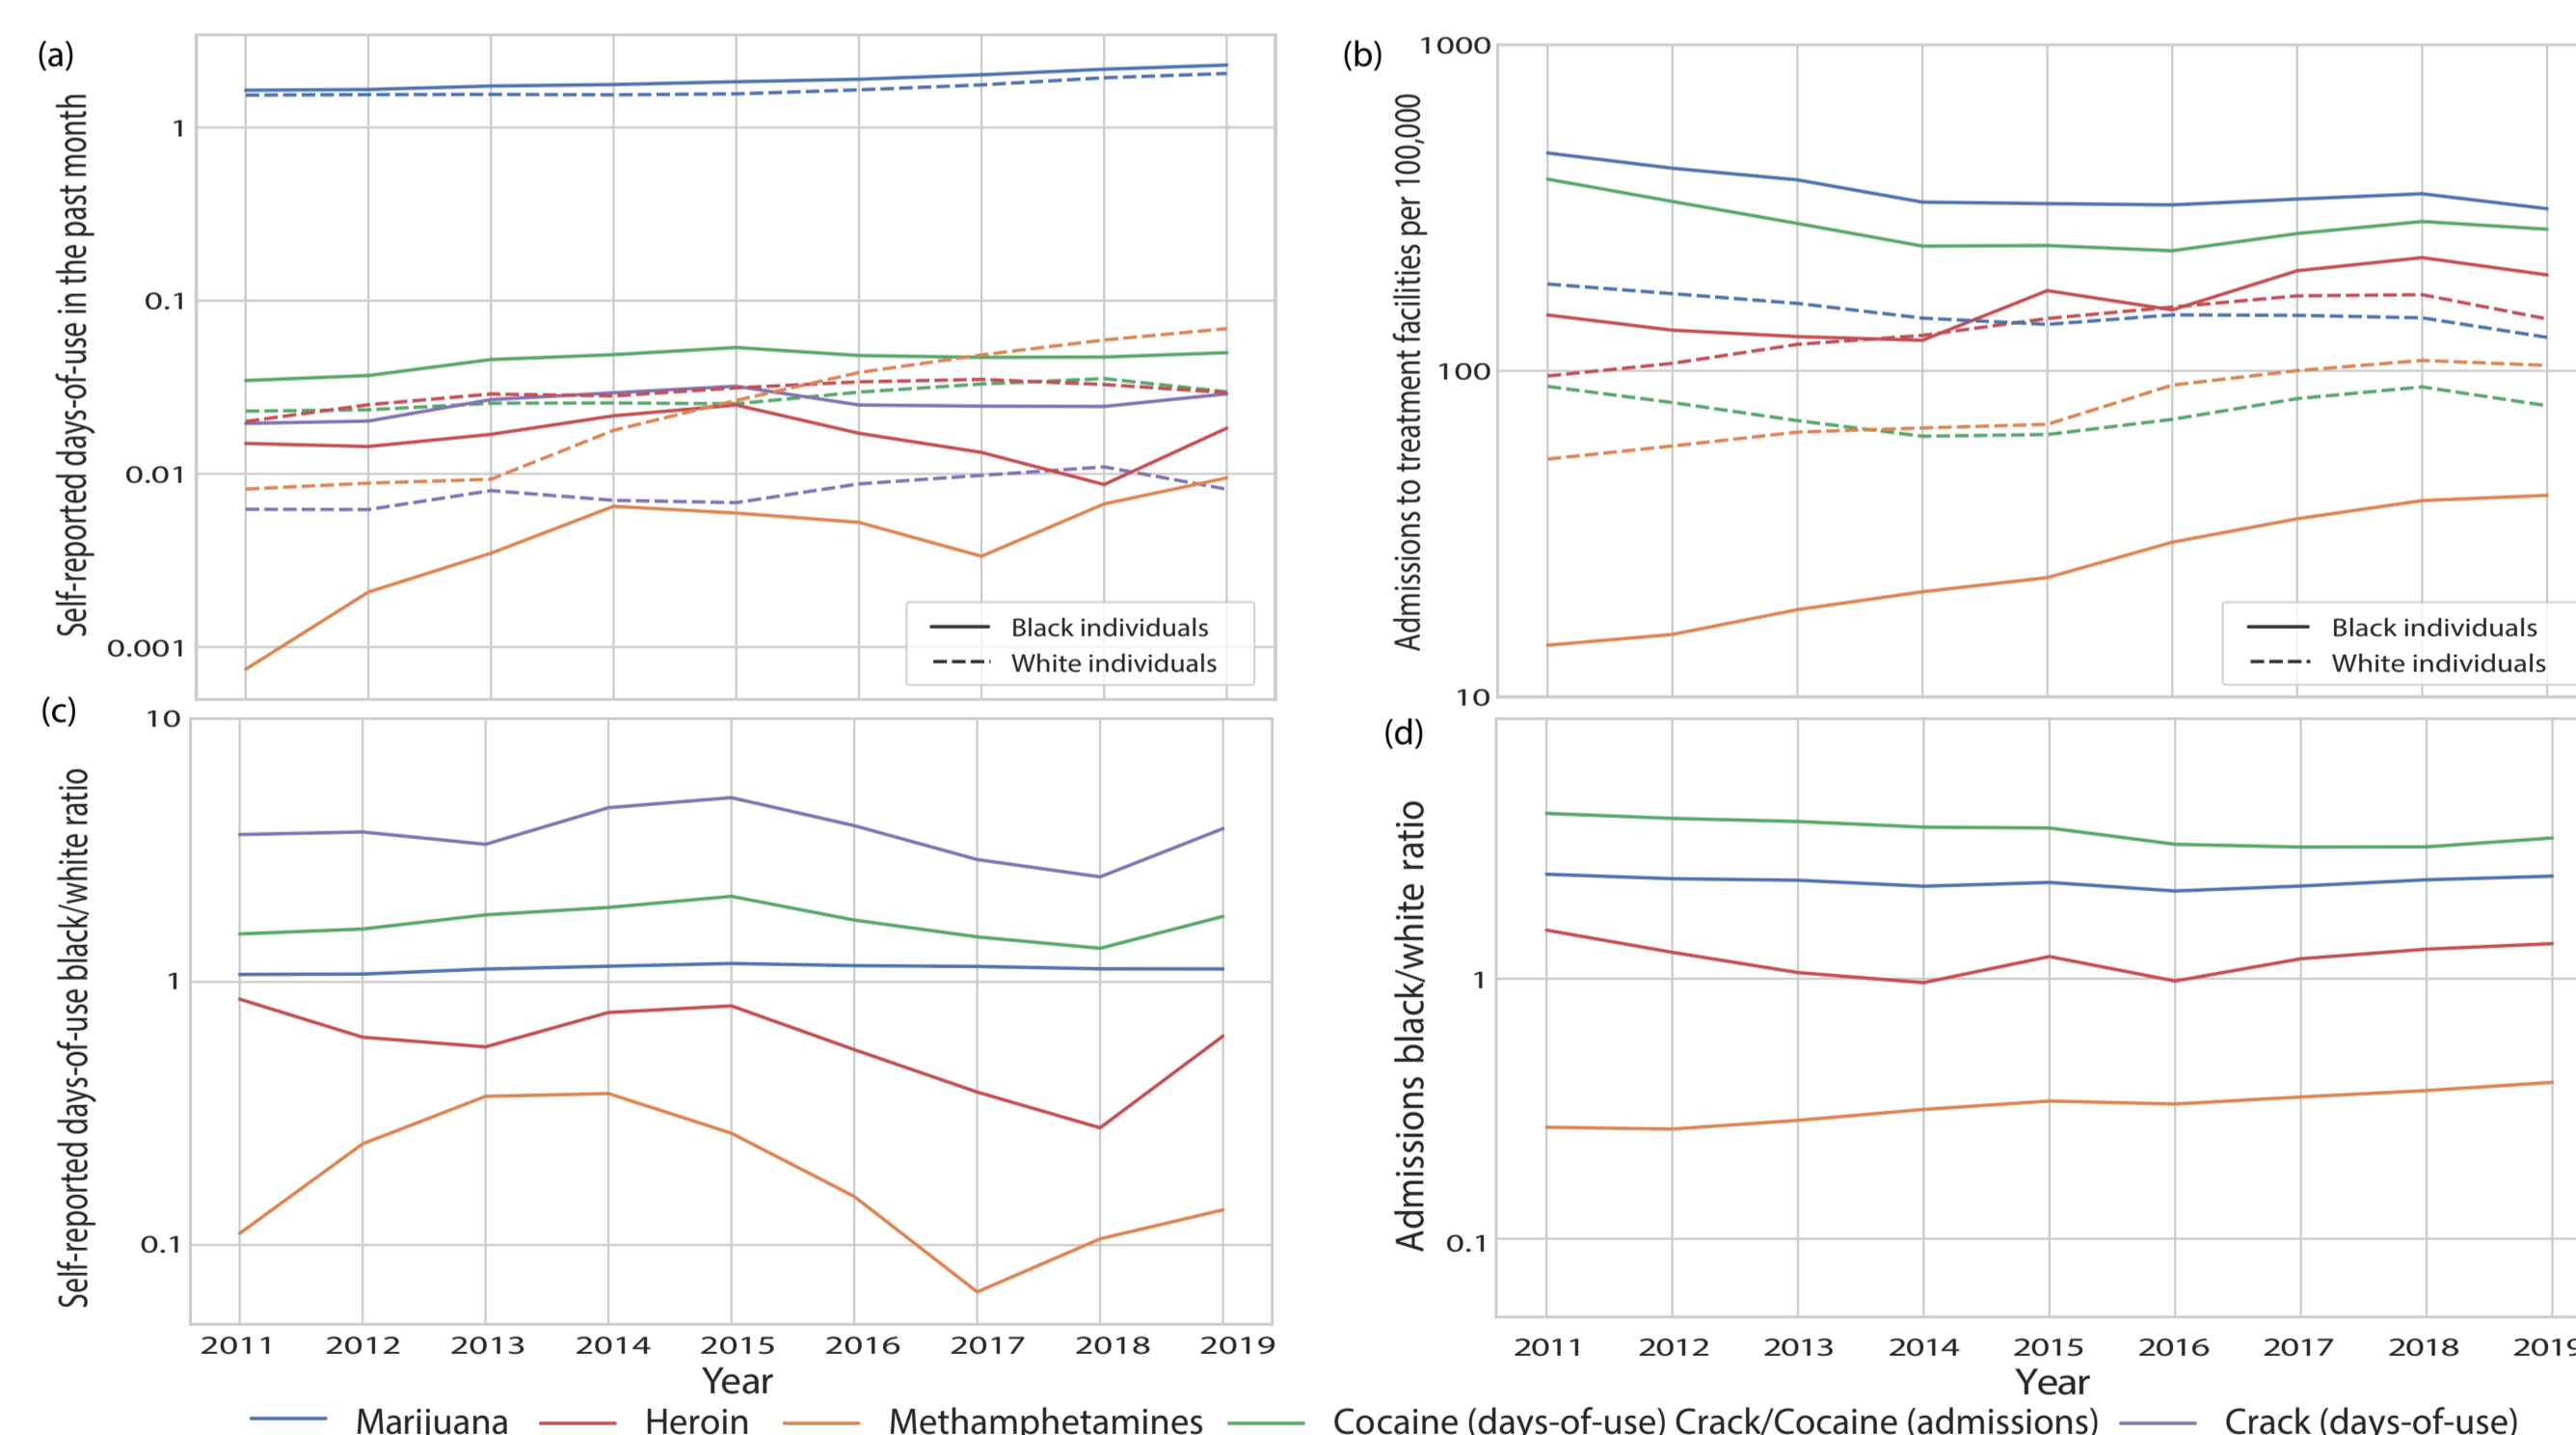 (a)
Self-reported days-of-use in the past month
1
0.1
0.01
0.001
Black individuals
White individuals
(b)
Admissions to treatment facilities per 100,000
1000
100
10
Black individuals
White individuals
(c)
Self-reported days-of-use black/white ratio
10
1
0.1
2011 2012 2013 2014 2015 2016 2017 2018 2019
Year
(d)
Admissions black/white ratio
1
0.1
2011 2012 2013 2014 2015 2016 2017 2018 2019
Year
Marijuana Heroin Methamphetamines Cocaine (days-of-use) Crack/Cocaine (admissions) Crack (days-of-use)